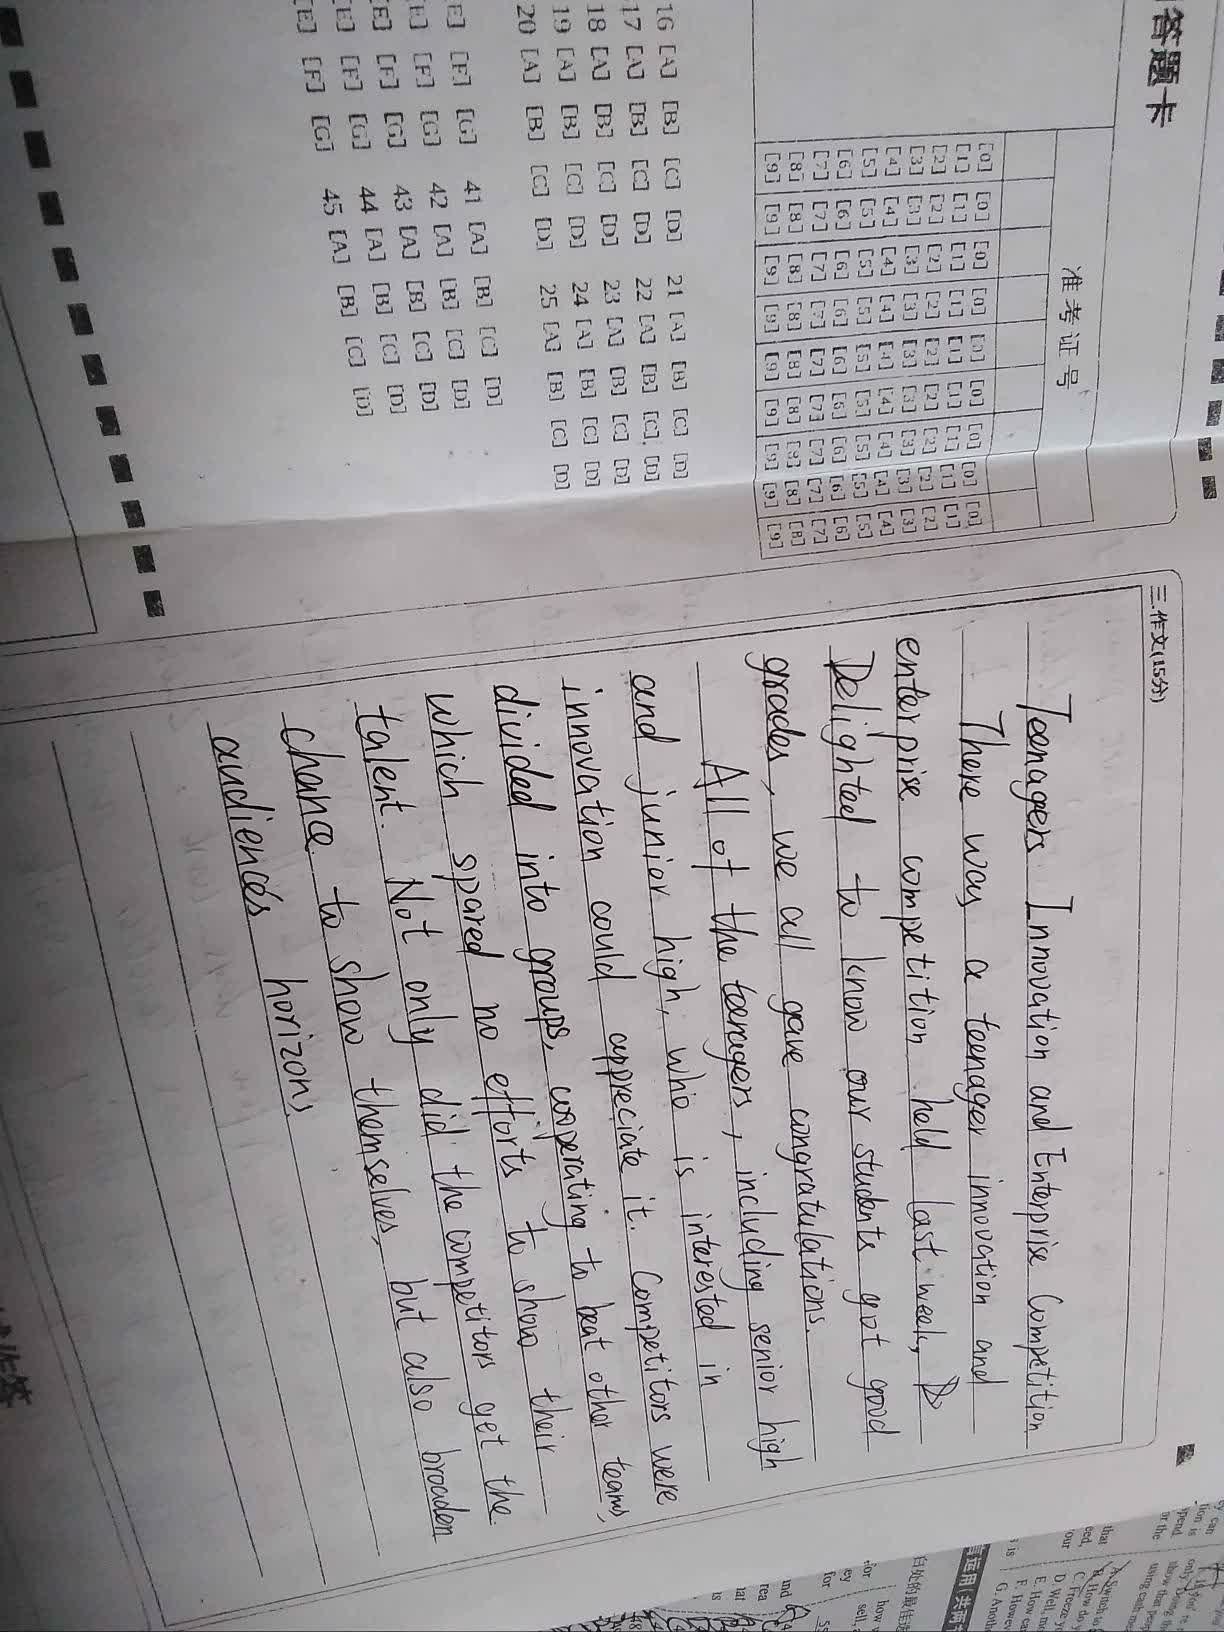 答题卡
准考证号
[0] [0] [0] [0] [0] [0] [0] [0] [0]
[1] [1] [1] [1] [1] [1] [1] [1] [1]
[2] [2] [2] [2] [2] [2] [2] [2] [2]
[3] [3] [3] [3] [3] [3] [3] [3] [3]
[4] [4] [4] [4] [4] [4] [4] [4] [4]
[5] [5] [5] [5] [5] [5] [5] [5] [5]
[6] [6] [6] [6] [6] [6] [6] [6] [6]
[7] [7] [7] [7] [7] [7] [7] [7] [7]
[8] [8] [8] [8] [8] [8] [8] [8] [8]
[9] [9] [9] [9] [9] [9] [9] [9] [9]
16 [A] [B] [C] [D] 21 [A] [B] [C] [D]
17 [A] [B] [C] [D] 22 [A] [B] [C] [D]
18 [A] [B] [C] [D] 23 [A] [B] [C] [D]
19 [A] [B] [C] [D] 24 [A] [B] [C] [D]
20 [A] [B] [C] [D] 25 [A] [B] [C] [D]
[E] [F] [G] 41 [A] [B] [C] [D]
[E] [F] [G] 42 [A] [B] [C] [D]
[E] [F] [G] 43 [A] [B] [C] [D]
[E] [F] [G] 44 [A] [B] [C] [D]
[E] [F] [G] 45 [A] [B] [C] [D]
三.作文(15分)
Teenagers Innovation and Enterprise Competition
There was a teenager innovation and
enterprise competition held last week,
Delighted to know our students got good
grades, we all gave congratulations.
All of the teenagers, including senior high
and junior high, who is interested in
innovation could appreciate it. Competitors were
divided into groups, cooperating to beat other teams,
which spared no efforts to show their
talent. Not only did the competitors get the
chance to show themselves, but also broaden
audience's horizons.